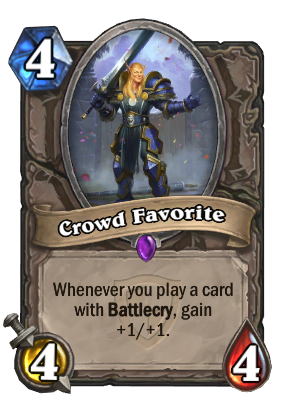 4
Crowd Favorite
Whenever you play a card
with Battlecry, gain
+1/+1.
4 4